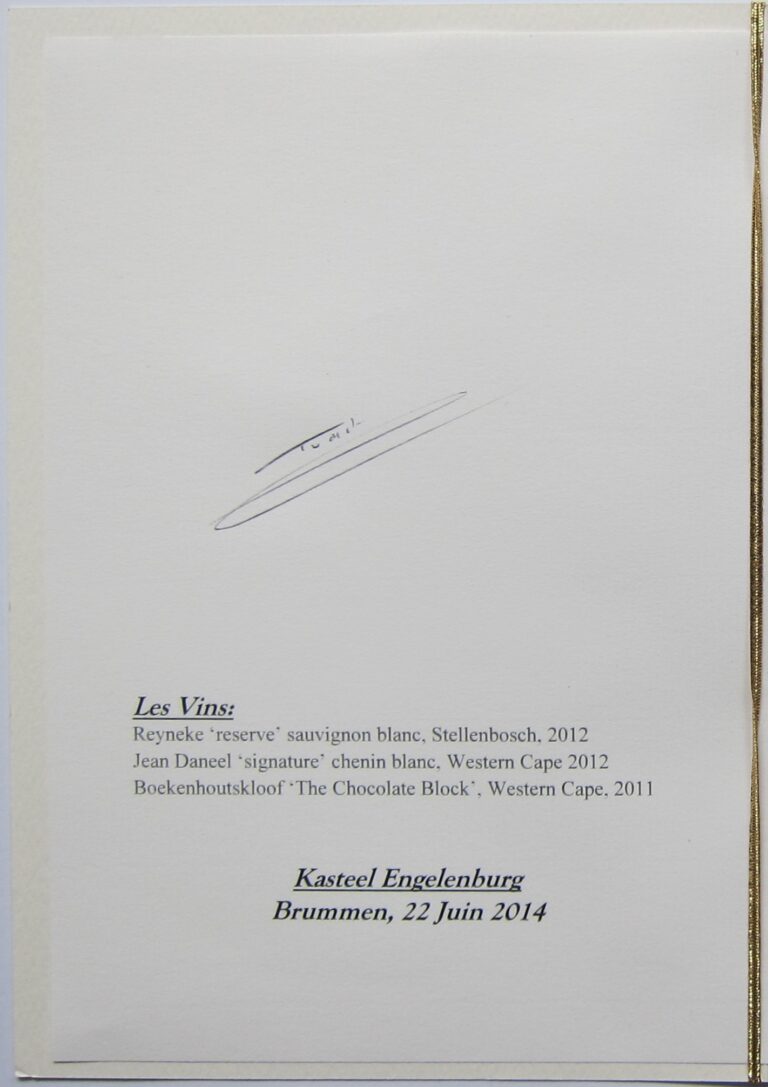 Les Vins:
Reyneke ‘reserve’ sauvignon blanc, Stellenbosch, 2012
Jean Daneel ‘signature’ chenin blanc, Western Cape 2012
Boekenhoutskloof ‘The Chocolate Block’, Western Cape, 2011
Kasteel Engelenburg
Brummen, 22 Juin 2014